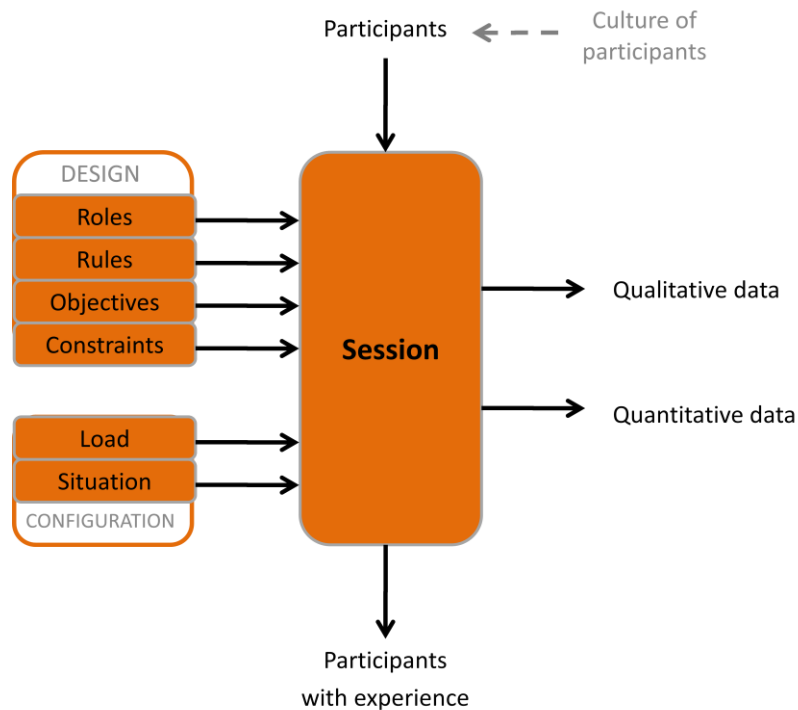 Participants
Culture of
participants
DESIGN
Roles
Rules
Objectives
Constraints
Load
Situation
CONFIGURATION
Session
Qualitative data
Quantitative data
Participants
with experience